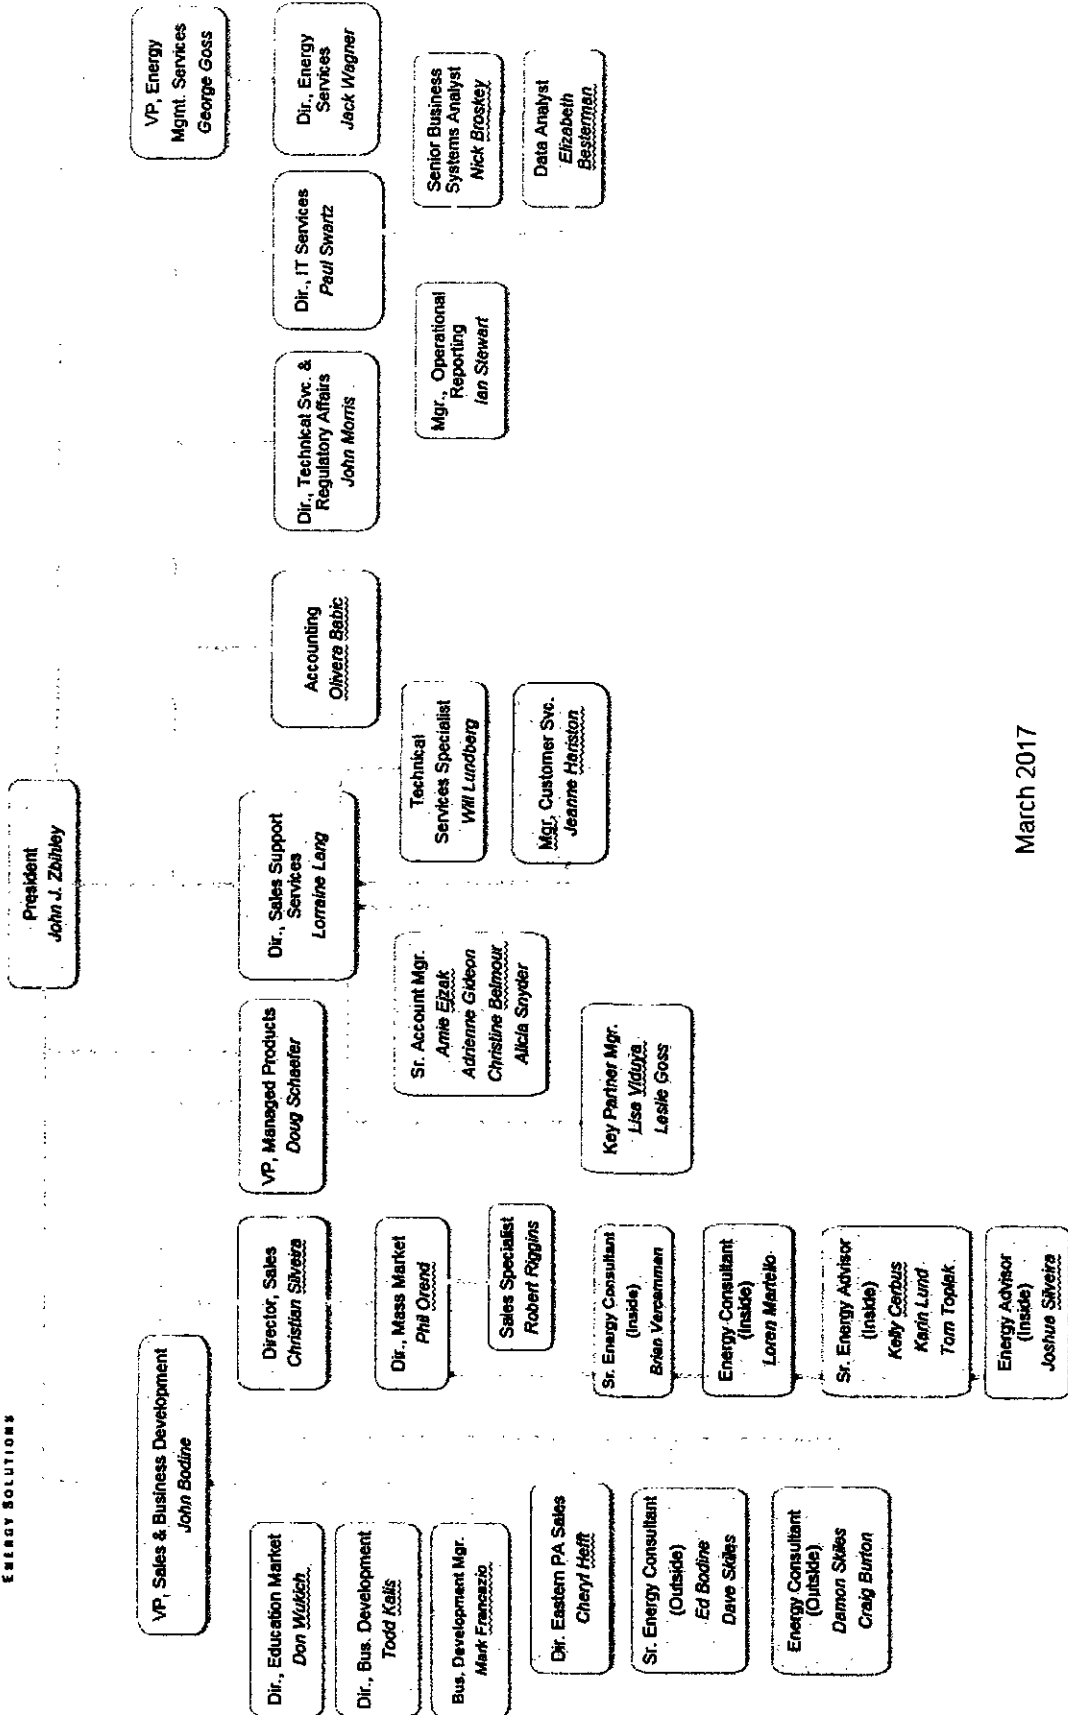 ENERGY SOLUTIONS
President
John J. Zbihley
VP, Sales & Business Development
John Bodine
VP, Energy
Mgmt. Services
George Goss
Director, Sales
Christian Silveira
VP, Managed Products
Doug Schaefer
Dir., Sales Support
Services
Lorraine Lang
Accounting
Olivera Babic
Dir., Technical Svc. &
Regulatory Affairs
John Morris
Dir., IT Services
Paul Swartz
Dir., Energy
Services
Jack Wagner
Dir., Education Market
Don Wukich
Dir., Bus. Development
Todd Kalis
Bus. Development Mgr.
Mark Francazio
Dir. Eastern PA Sales
Cheryl Hefft
Sr. Energy Consultant
(Outside)
Ed Bodine
Dave Skiles
Energy Consultant
(Outside)
Damon Skiles
Craig Burton
Dir., Mass Market
Phil Orend
Sales Specialist
Robert Riggins
Sr. Energy Consultant
(Inside)
Brian Vercamman
Energy Consultant
(Inside)
Loren Martello
Sr. Energy Advisor
(Inside)
Kelly Cerbus
Karin Lund
Tom Toplak
Energy Advisor
(Inside)
Joshua Silveira
Sr. Account Mgr.
Amie Ejzak
Adrienne Gideon
Christine Belmour
Alicia Snyder
Key Partner Mgr.
Lisa Viduya
Leslie Goss
Technical
Services Specialist
Will Lundberg
Mgr, Customer Svc.
Jeanne Hariston
Mgr., Operational
Reporting
Ian Stewart
Senior Business
Systems Analyst
Nick Broskey
Data Analyst
Elizabeth
Besterman
March 2017